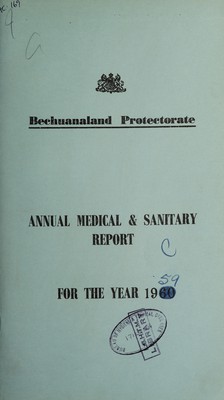 Bechuanaland Protectorate
ANNUAL MEDICAL & SANITARY
REPORT
C
59
FOR THE YEAR 1960